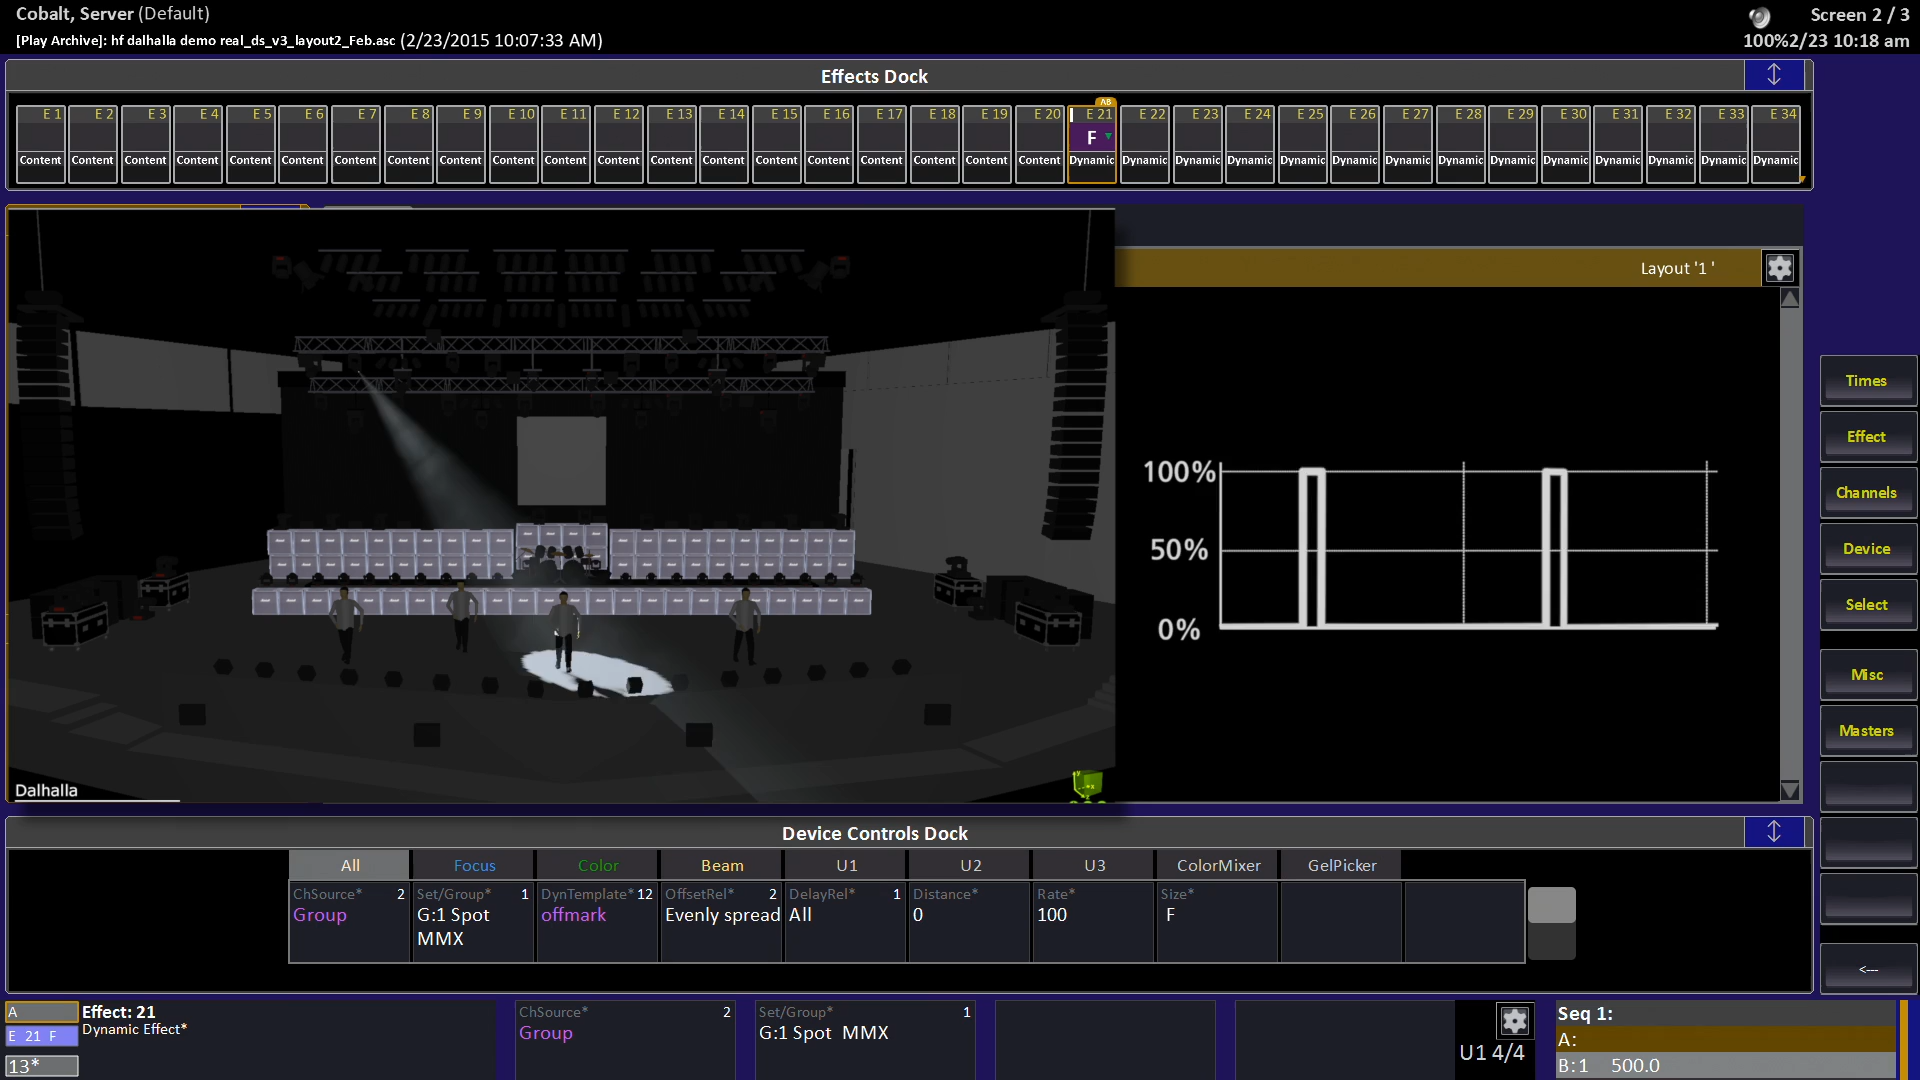 Cobalt, Server (Default)
Screen 2 / 3
[Play Archive]: hf dalhalla demo real_ds_v3_layout2_Feb.asc (2/23/2015 10:07:33 AM)
100%2/23 10:18 am
Effects Dock
AB
E 1 E 2 E 3 E 4 E 5 E 6 E 7 E 8 E 9 E 10 E 11 E 12 E 13 E 14 E 15 E 16 E 17 E 18 E 19 E 20 E 21 E 22 E 23 E 24 E 25 E 26 E 27 E 28 E 29 E 30 E 31 E 32 E 33 E 34
F
Content Content Content Content Content Content Content Content Content Content Content Content Content Content Content Content Content Content Content Content Dynamic Dynamic Dynamic Dynamic Dynamic Dynamic Dynamic Dynamic Dynamic Dynamic Dynamic Dynamic Dynamic Dynamic
Layout '1 '
100%
50%
0%
Dalhalla
Times
Effect
Channels
Device
Select
Misc
Masters
<---
Device Controls Dock
All Focus Color Beam U1 U2 U3 ColorMixer GelPicker
ChSource* 2 Set/Group* 1 DynTemplate* 12 OffsetRel* 2 DelayRel* 1 Distance* Rate* Size*
Group G:1 Spot offmark Evenly spread All 0 100 F
MMX
A Effect: 21
Dynamic Effect*
E 21 F
13*
ChSource* 2 Set/Group* 1
Group G:1 Spot MMX
U1 4/4
Seq 1:
A:
B:1 500.0